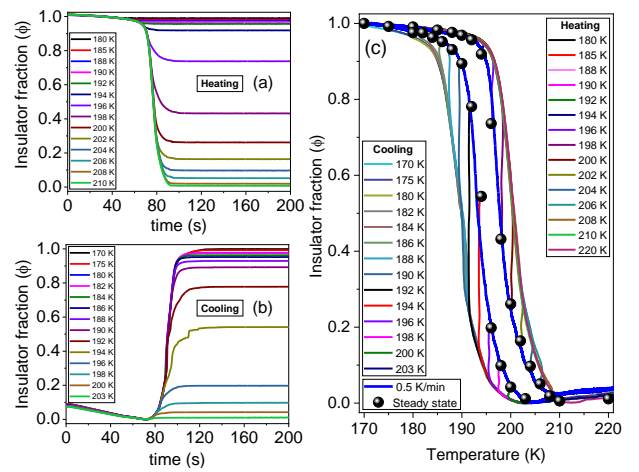 (a)
Insulator fraction (ϕ)
1.0
0.8
0.6
0.4
0.2
0.0
180 K
185 K
188 K
190 K
192 K
194 K
196 K
198 K
200 K
202 K
204 K
206 K
208 K
210 K
Heating
0 40 80 120 160 200
time (s)
(b)
Insulator fraction (ϕ)
1.0
0.8
0.6
0.4
0.2
0.0
170 K
175 K
180 K
182 K
184 K
186 K
188 K
190 K
192 K
194 K
196 K
198 K
200 K
203 K
Cooling
0 40 80 120 160 200
time (s)
(c)
Insulator fraction (ϕ)
1.0
0.8
0.6
0.4
0.2
0.0
Heating
180 K
185 K
188 K
190 K
192 K
194 K
196 K
198 K
200 K
202 K
204 K
206 K
208 K
210 K
220 K
Cooling
170 K
175 K
180 K
182 K
184 K
186 K
188 K
190 K
192 K
194 K
196 K
198 K
200 K
203 K
0.5 K/min
Steady state
170 180 190 200 210 220
Temperature (K)